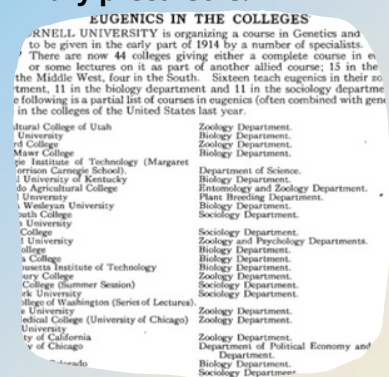 EUGENICS IN THE COLLEGES
RNELL UNIVERSITY is organizing a course in Genetics and
to be given in the early part of 1914 by a number of specialists.
There are now 44 colleges giving either a complete course in
or some lectures on it as part of another allied course; 15 in the
the Middle West, four in the South. Sixteen teach eugenics in their zo
tment, 11 in the biology department and 11 in the sociology departme
e following is a partial list of courses in eugenics (often combined with gene
in the colleges of the United States last year.
ltural College of Utah Zoology Department.
University Biology Department.
rd College Zoology Department.
Mawr College Biology Department.
gie Institute of Technology (Margaret
orrison Carnegie School). Department of Science.
l University of Kentucky Biology Department.
do Agricultural College Entomology and Zoology Department.
l University Plant Breeding Department.
Wesleyan University Biology Department.
outh College Sociology Department.
University
College Sociology Department.
University Zoology and Psychology Departments.
ollege Biology Department.
s College Biology Department.
usetts Institute of Technology Biology Department.
ury College Zoology Department.
College (Summer Session) Sociology Department.
rk University Sociology Department.
llege of Washington (Series of Lectures).
e University Zoology Department.
edical College (University of Chicago) Zoology Department.
University
ty of California Zoology Department.
y of Chicago Department of Political Economy and
Department.
Colorado Biology Department.
Sociology Department